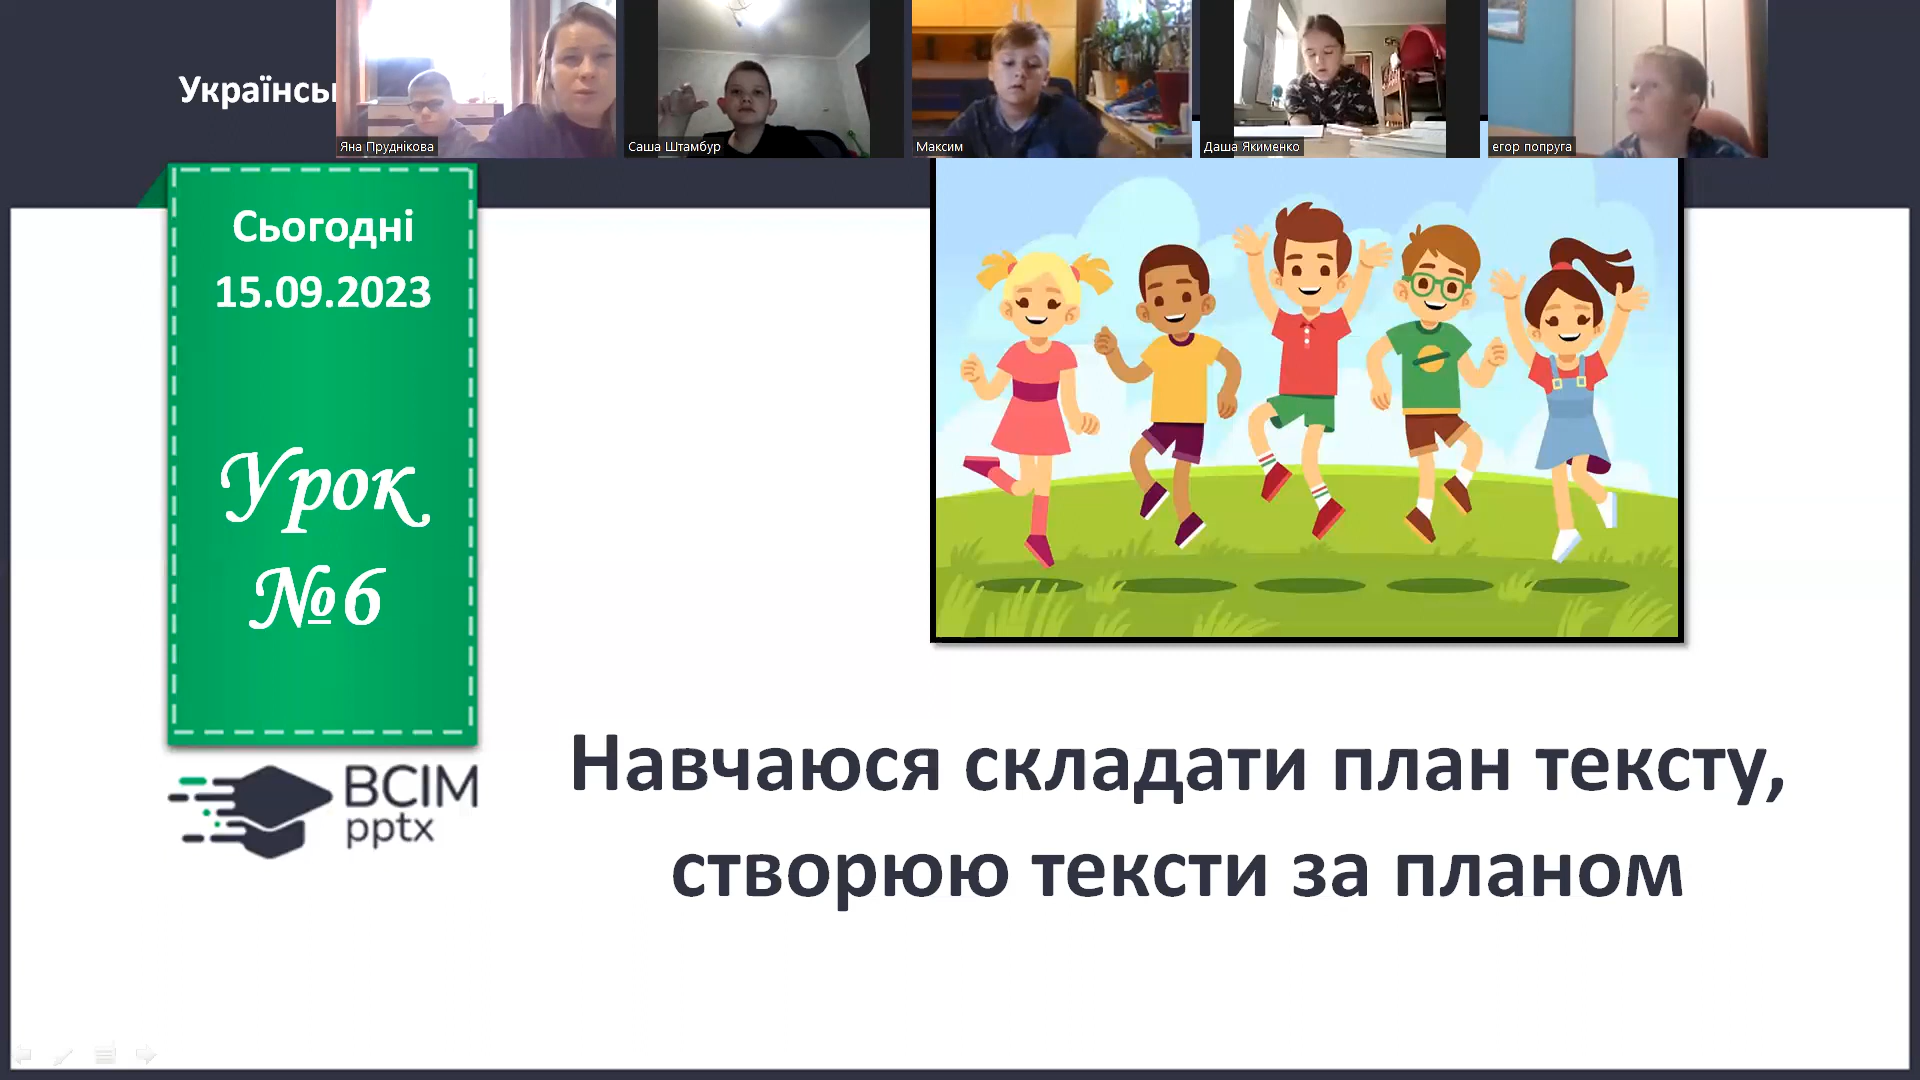 Українсь
Яна Пруднікова
Саша Штамбур
Максим
Даша Якименко
егор попруга
Сьогодні
15.09.2023
Урок
№6
ВСІМ
pptx
Навчаюся складати план тексту,
створюю тексти за планом